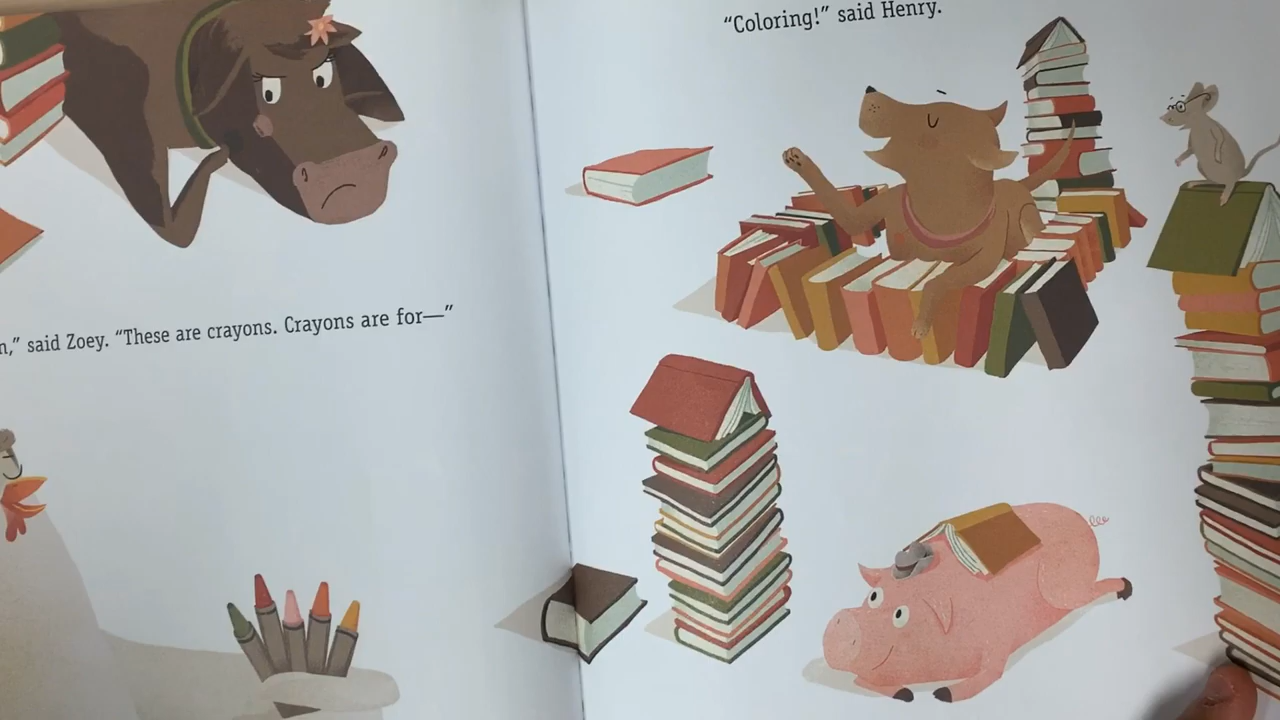 said Zoey. “These are crayons. Crayons are for—”
“Coloring!” said Henry.